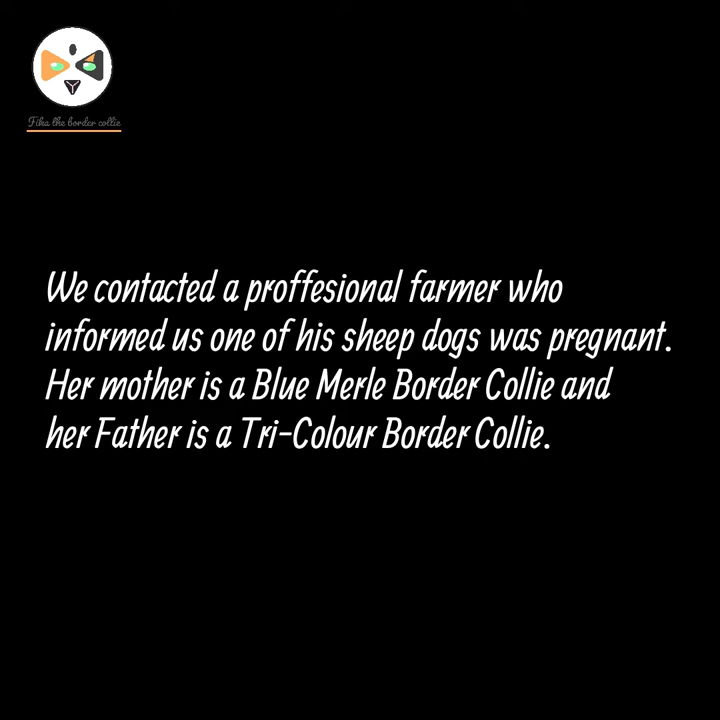 Fika the border collie
We contacted a proffesional farmer who
informed us one of his sheep dogs was pregnant.
Her mother is a Blue Merle Border Collie and
her Father is a Tri-Colour Border Collie.